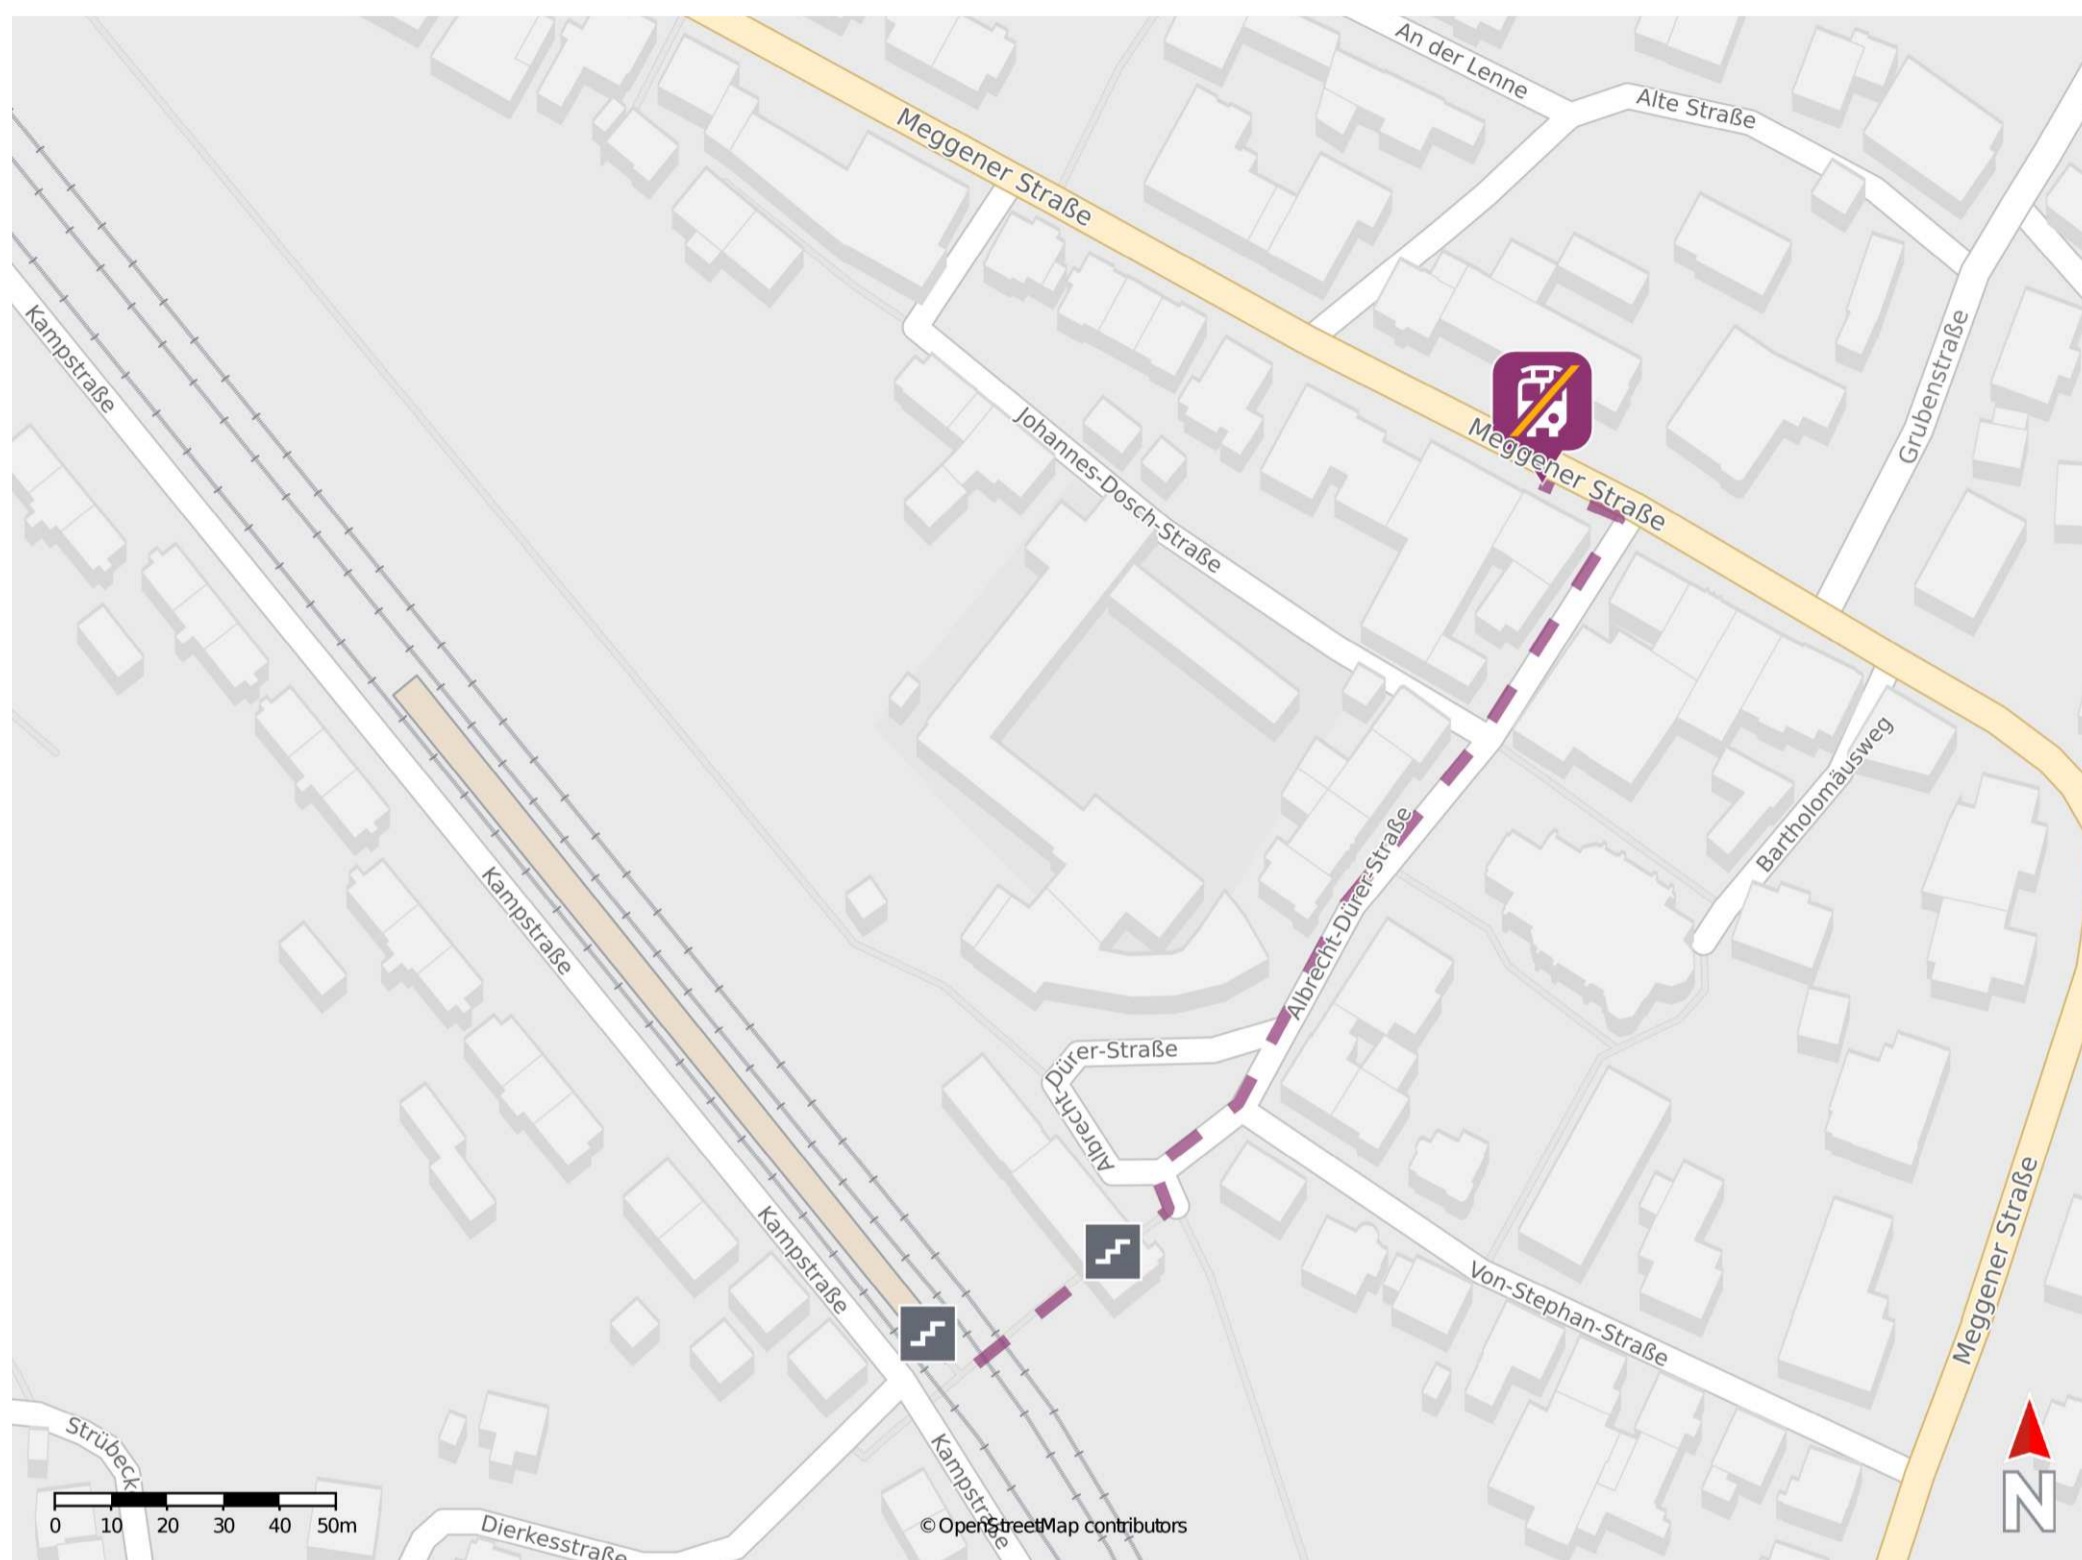 An der Lenne
Alte Straße
Meggener Straße
Kampstraße
Grubenstraße
Johannes-Dosch-Straße
Meggener Straße
Bartholomäusweg
Albrecht-Dürer-Straße
Kampstraße
Albrecht-Dürer-Straße
Kampstraße
Von-Stephan-Straße
Meggener Straße
Strübeck
Kampstraße
0 10 20 30 40 50m
Dierkesstraße
© OpenStreetMap contributors
N